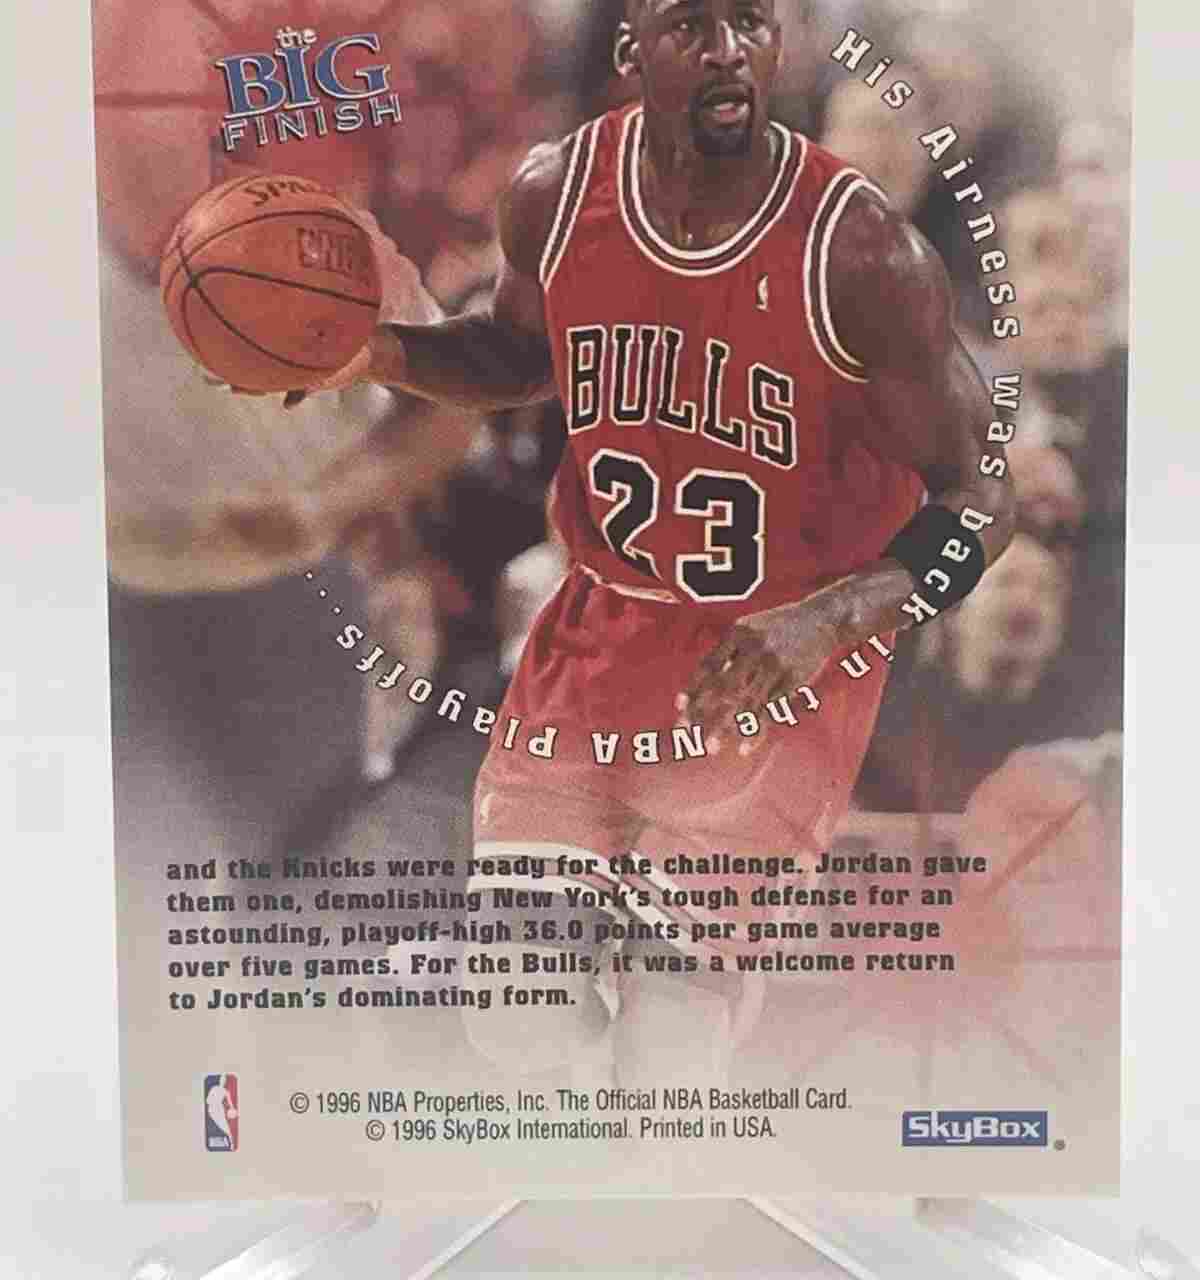 the
BIG
FINISH
His Airness was back in the NBA Playoffs...
BULLS
23
and the Knicks were ready for the challenge. Jordan gave
them one, demolishing New York's tough defense for an
astounding, playoff-high 36.0 points per game average
over five games. For the Bulls, it was a welcome return
to Jordan's dominating form.
NBA
© 1996 NBA Properties, Inc. The Official NBA Basketball Card.
© 1996 SkyBox International. Printed in USA.
SkyBox ®